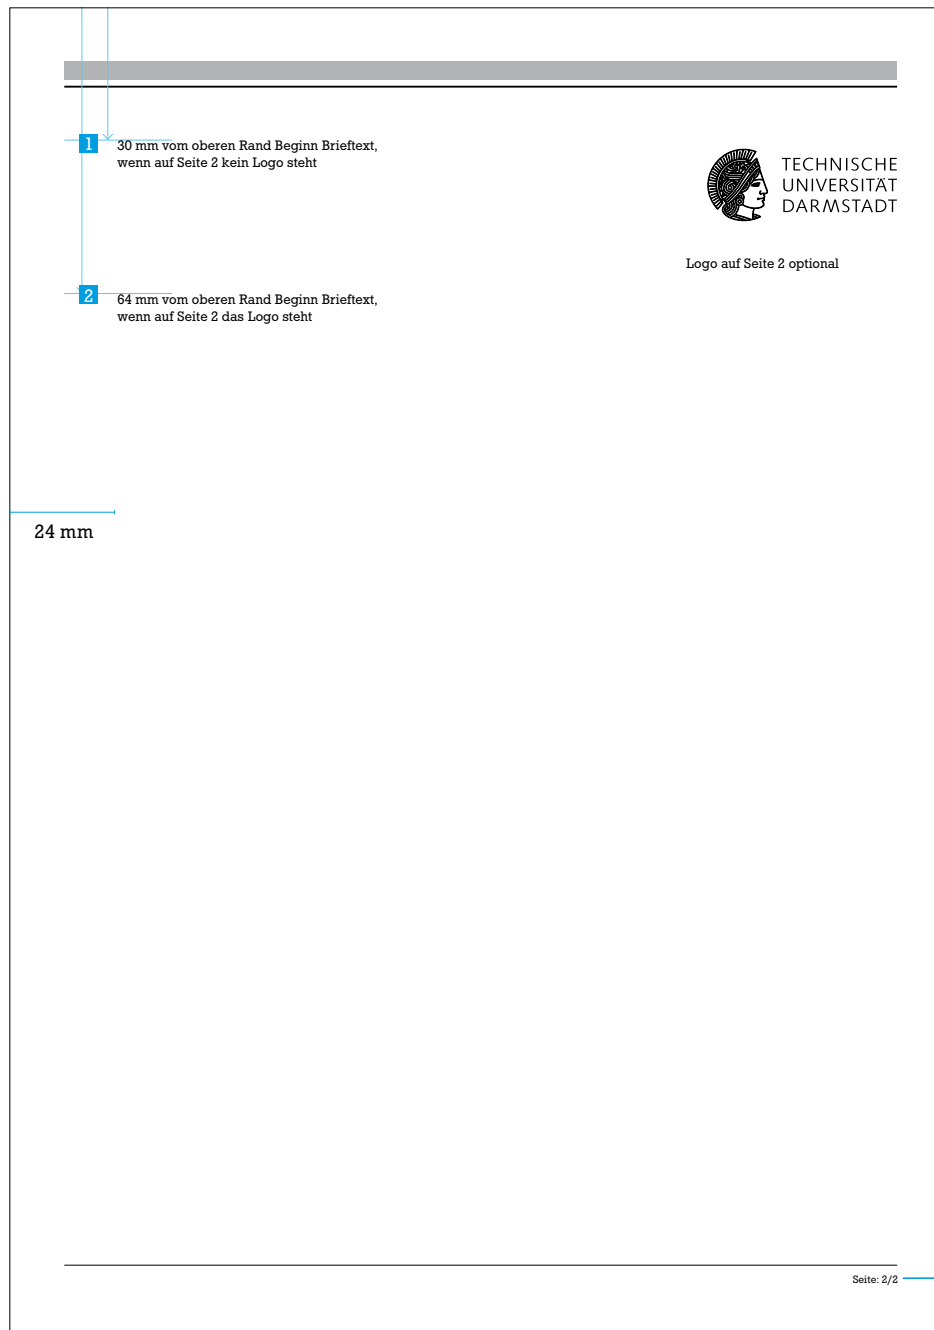 1
30 mm vom oberen Rand Beginn Brieftext,
wenn auf Seite 2 kein Logo steht
TECHNISCHE
UNIVERSITÄT
DARMSTADT
Logo auf Seite 2 optional
2
64 mm vom oberen Rand Beginn Brieftext,
wenn auf Seite 2 das Logo steht
24 mm
Seite: 2/2